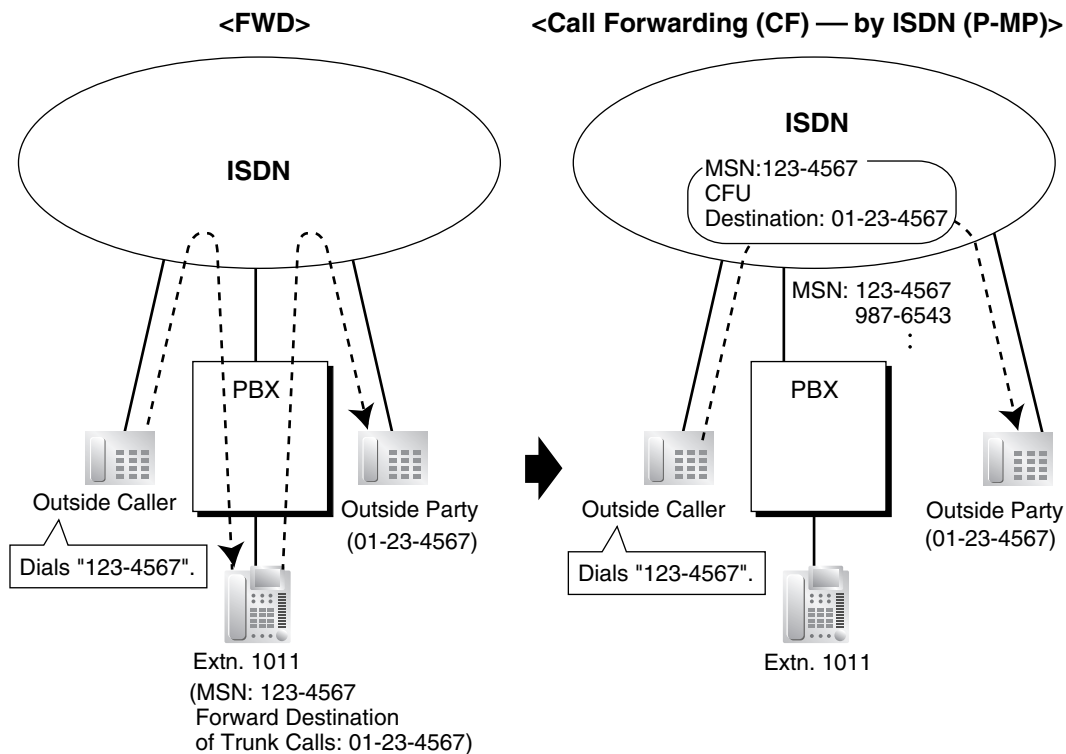 <FWD>
ISDN
PBX
Outside Caller
Dials "123-4567".
Outside Party
(01-23-4567)
Extn. 1011
(MSN: 123-4567
Forward Destination
of Trunk Calls: 01-23-4567)
<Call Forwarding (CF) — by ISDN (P-MP)>
ISDN
MSN:123-4567
CFU
Destination: 01-23-4567
MSN: 123-4567
987-6543
:
PBX
Outside Caller
Dials "123-4567".
Outside Party
(01-23-4567)
Extn. 1011